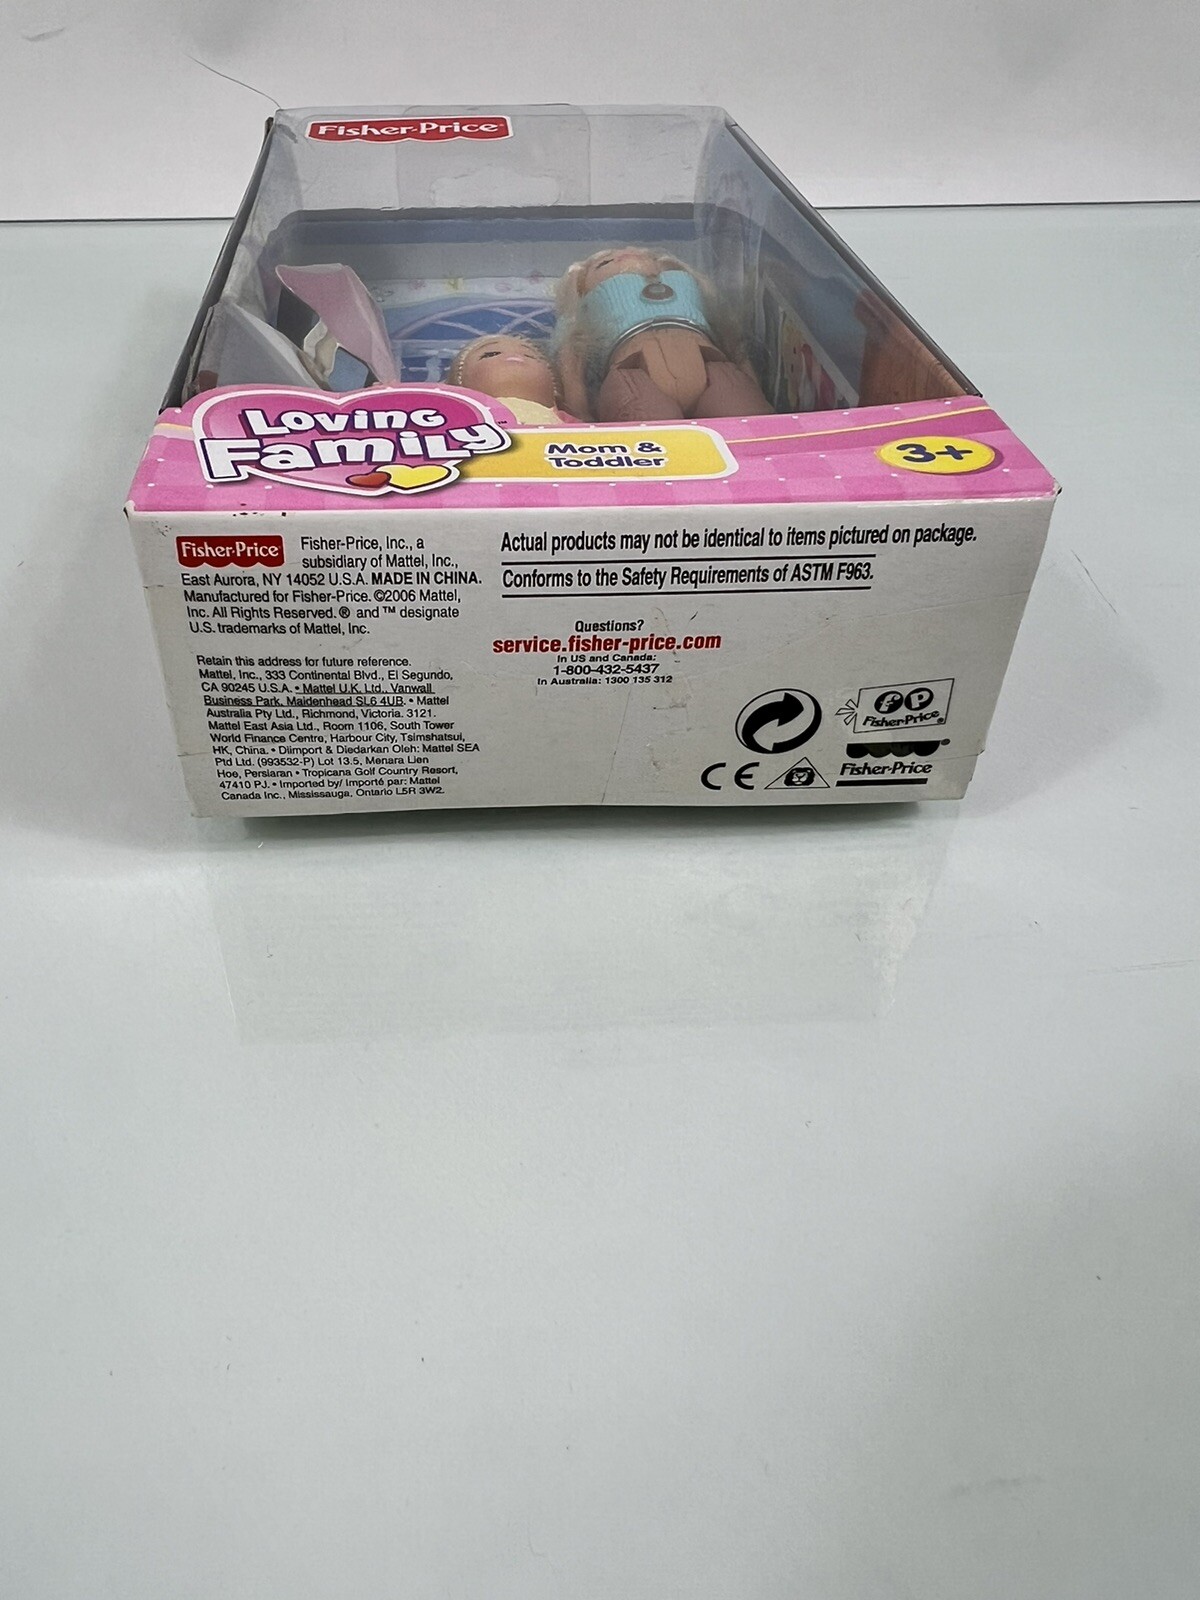 Fisher-Price
Loving
Family™
Mom &
Toddler
3+
Fisher-Price
Fisher-Price, Inc., a
subsidiary of Mattel, Inc.,
East Aurora, NY 14052 U.S.A. MADE IN CHINA.
Manufactured for Fisher-Price. ©2006 Mattel,
Inc. All Rights Reserved. ® and ™ designate
U.S. trademarks of Mattel, Inc.
Retain this address for future reference.
Mattel, Inc., 333 Continental Blvd., El Segundo,
CA 90245 U.S.A. • Mattel U.K. Ltd., Vanwall
Business Park, Maidenhead SL6 4UB. • Mattel
Australia Pty Ltd., Richmond, Victoria. 3121.
Mattel East Asia Ltd., Room 1106, South Tower
World Finance Centre, Harbour City, Tsimshatsui,
HK, China. • Diimport & Diedarkan Oleh: Mattel SEA
Ptd Ltd. (993532-P) Lot 13.5, Menara Lien
Hoe, Persiaran • Tropicana Golf Country Resort,
47410 PJ. • Imported by/ Importé par: Mattel
Canada Inc., Mississauga, Ontario L5R 3W2.
Actual products may not be identical to items pictured on package.
Conforms to the Safety Requirements of ASTM F963.
Questions?
service.fisher-price.com
In US and Canada:
1-800-432-5437
In Australia: 1300 135 312
FP
Fisher-Price®
CE
Fisher-Price®